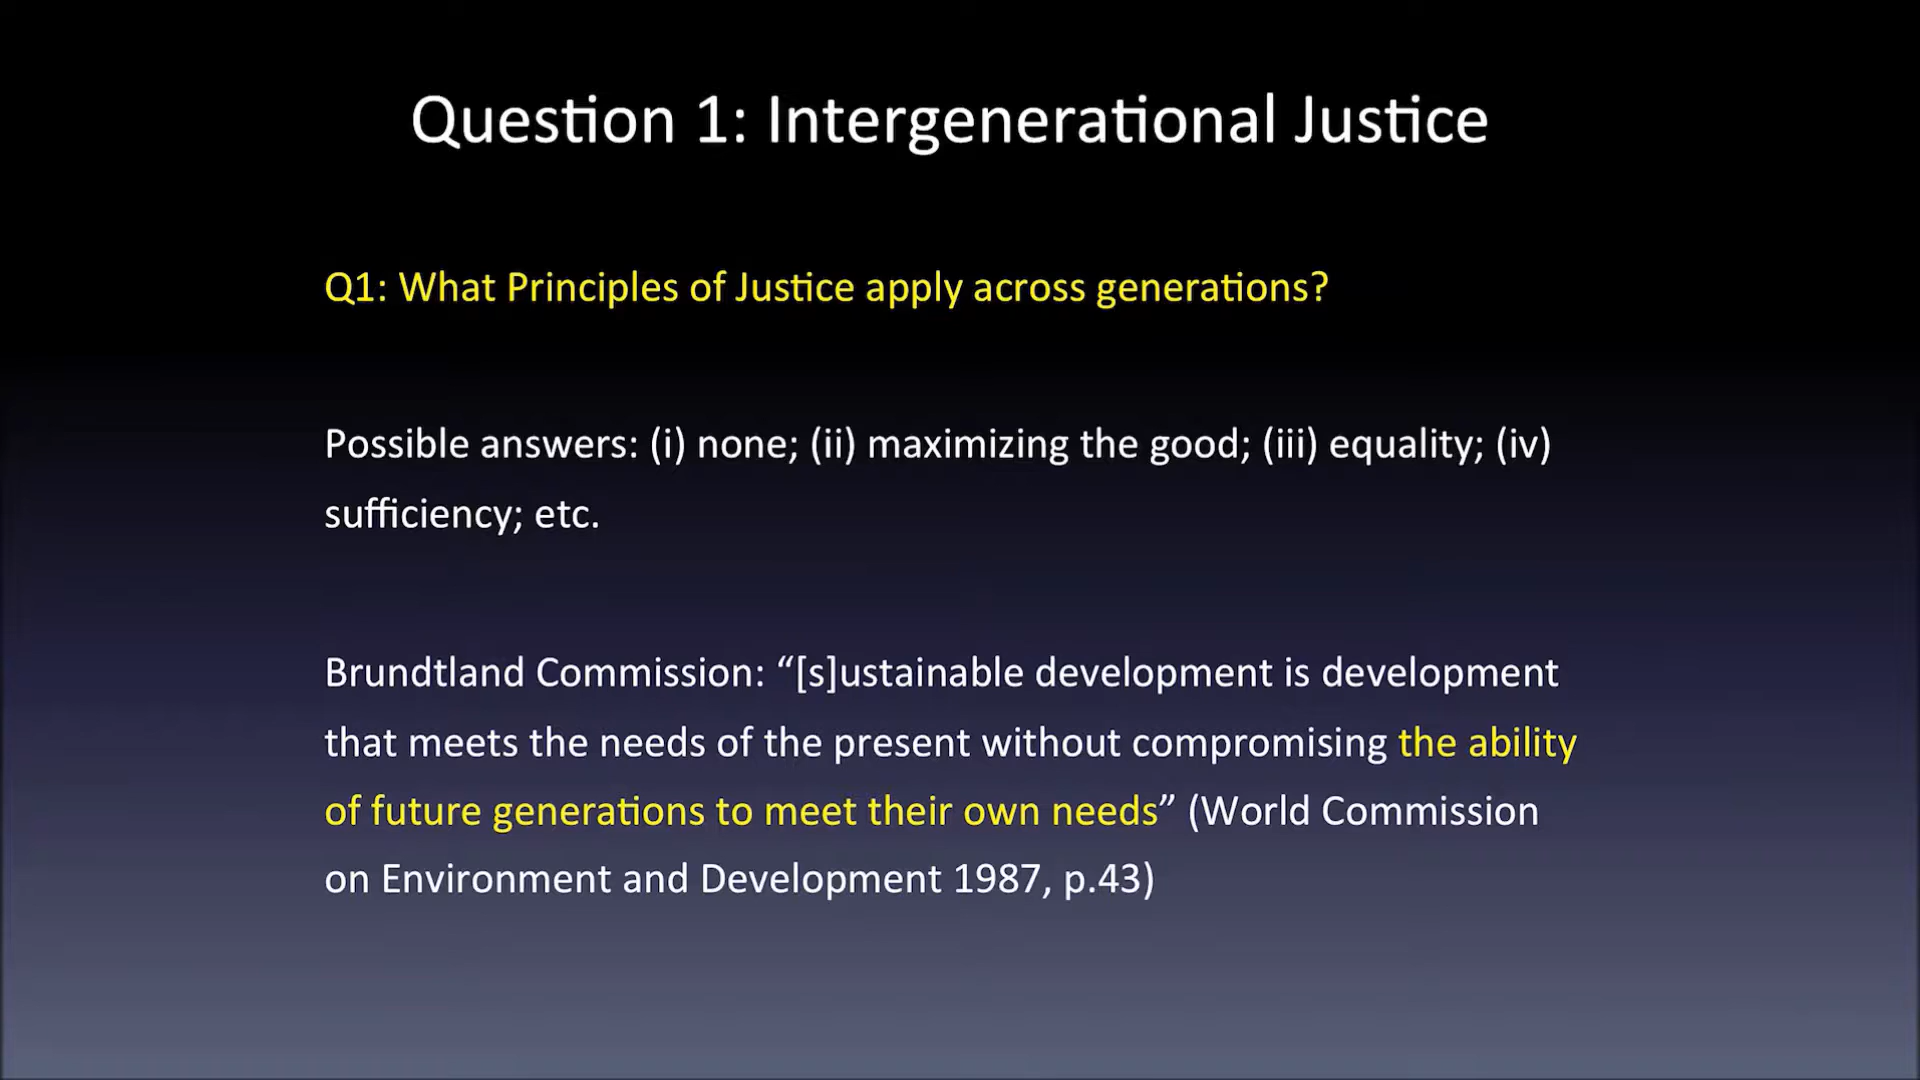 Question 1: Intergenerational Justice
Q1: What Principles of Justice apply across generations?
Possible answers: (i) none; (ii) maximizing the good; (iii) equality; (iv)
sufficiency; etc.
Brundtland Commission: “[s]ustainable development is development
that meets the needs of the present without compromising the ability
of future generations to meet their own needs” (World Commission
on Environment and Development 1987, p.43)